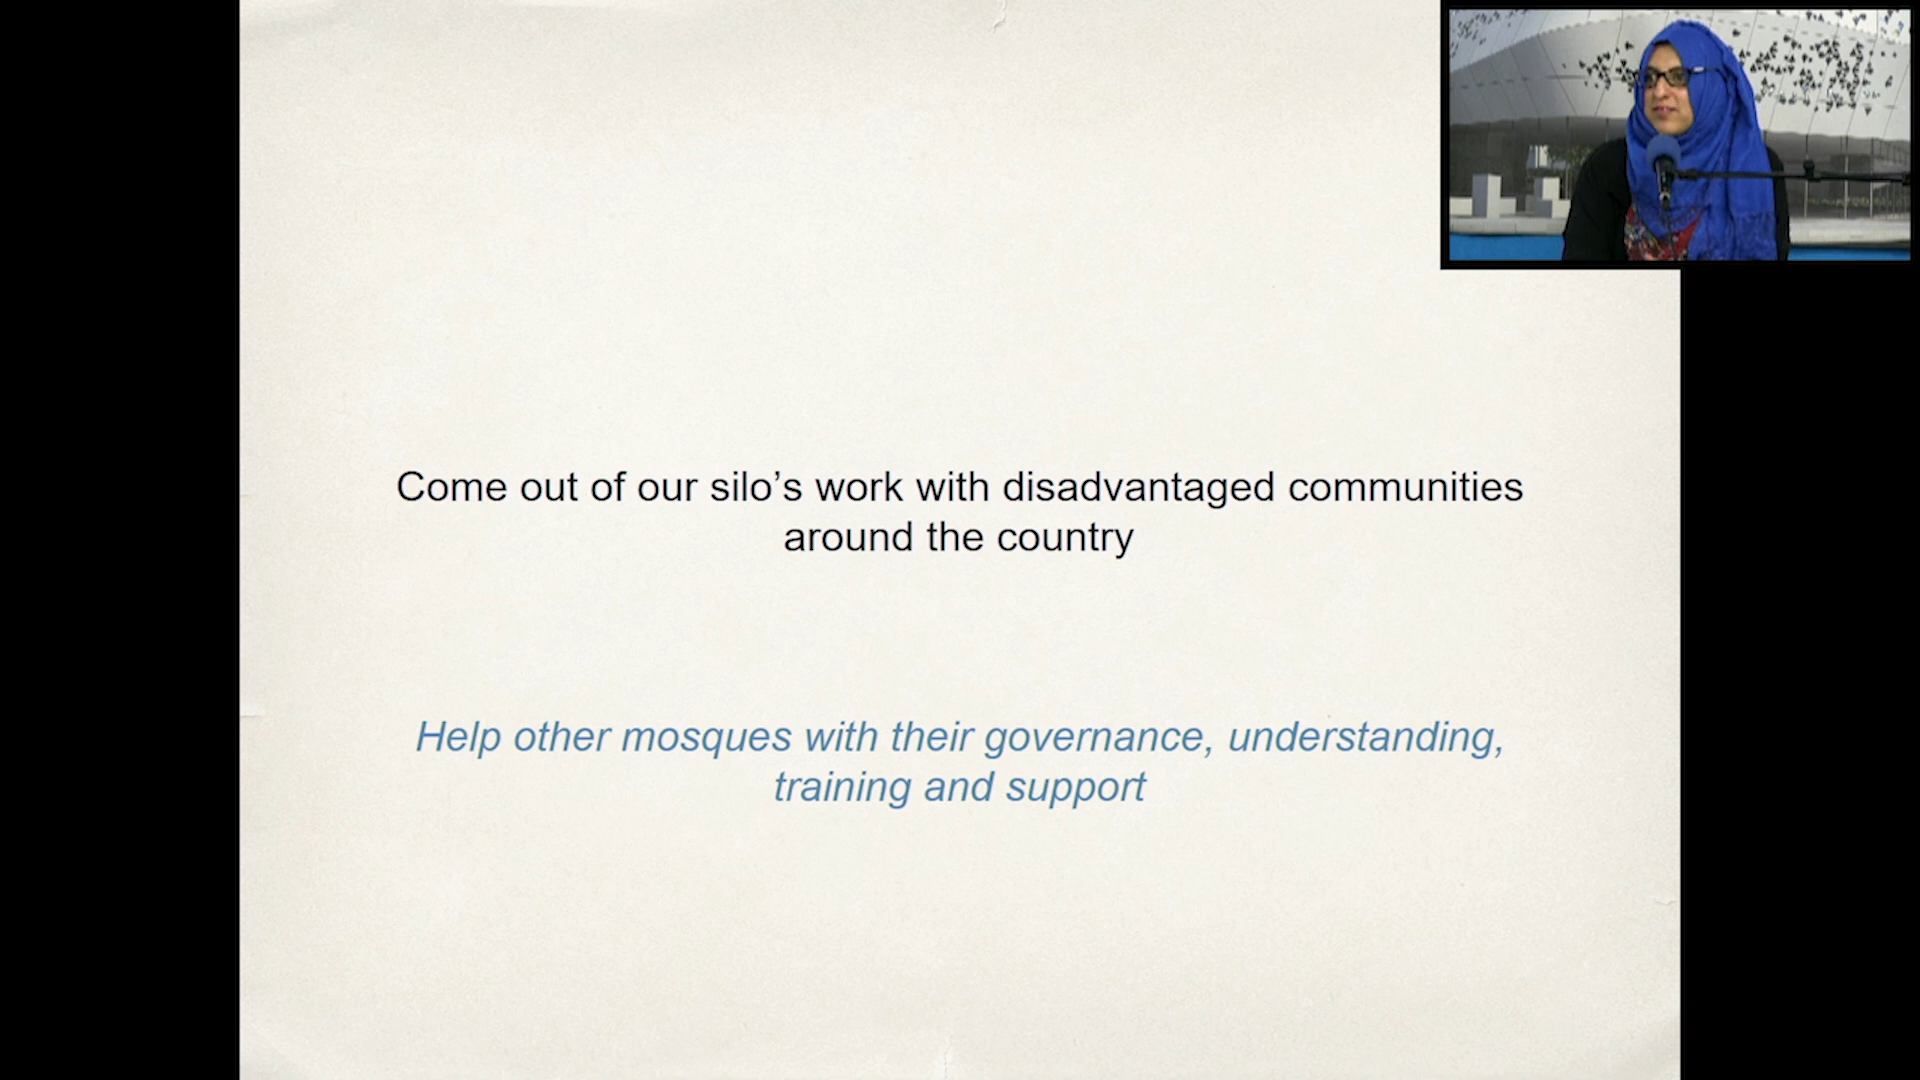 Come out of our silo’s work with disadvantaged communities
around the country
Help other mosques with their governance, understanding,
training and support